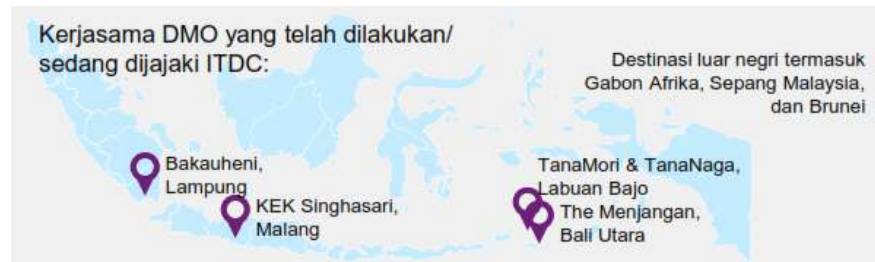 Kerjasama DMO yang telah dilakukan/
sedang dijajaki ITDC:
Destinasi luar negri termasuk
Gabon Afrika, Sepang Malaysia,
dan Brunei
Bakauheni,
Lampung
KEK Singhasari,
Malang
TanaMori & TanaNaga,
Labuan Bajo
The Menjangan,
Bali Utara